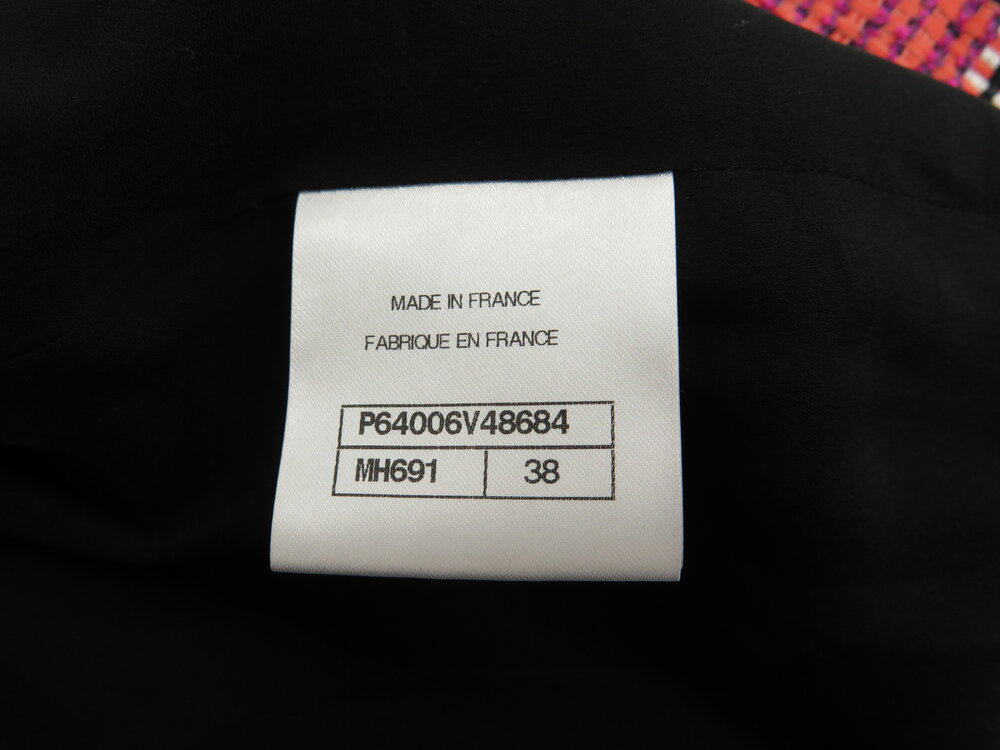 MADE IN FRANCE
FABRIQUE EN FRANCE
P64006V48684
MH691 38